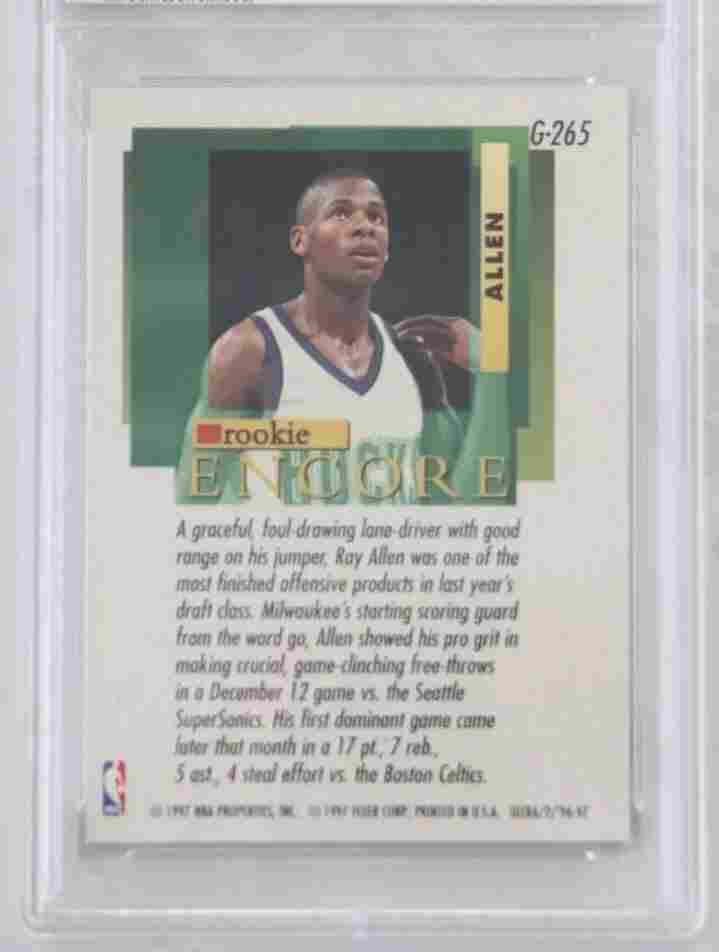 G-265
ALLEN
rookie
ENCORE
A graceful, foul-drawing lane-driver with good
range on his jumper, Ray Allen was one of the
most finished offensive products in last year's
draft class. Milwaukee's starting scoring guard
from the word go, Allen showed his pro grit in
making crucial, game-clinching free-throws
in a December 12 game vs. the Seattle
SuperSonics. His first dominant game came
later that month in a 17 pt., 7 reb.,
5 ast., 4 steal effort vs. the Boston Celtics.
© 1997 NBA PROPERTIES, INC. © 1997 FLEER CORP. PRINTED IN U.S.A. ULTRA/2/'96-97